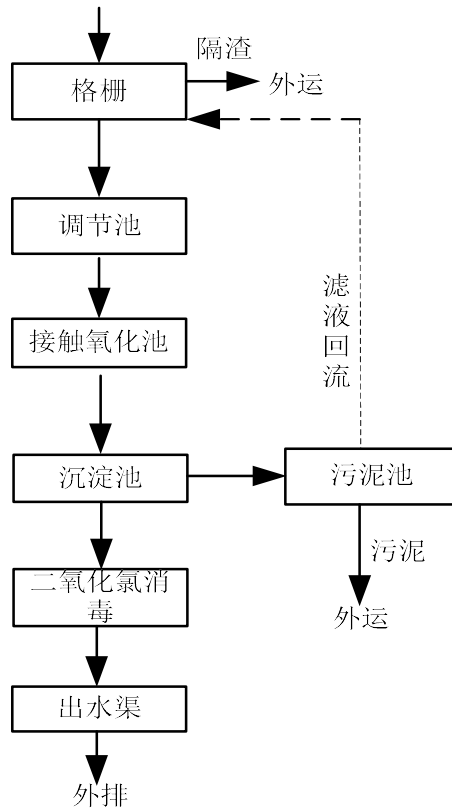 隔渣
格栅
外运
调节池
滤液回流
接触氧化池
沉淀池
污泥池
污泥
二氧化氯消
毒
外运
出水渠
外排